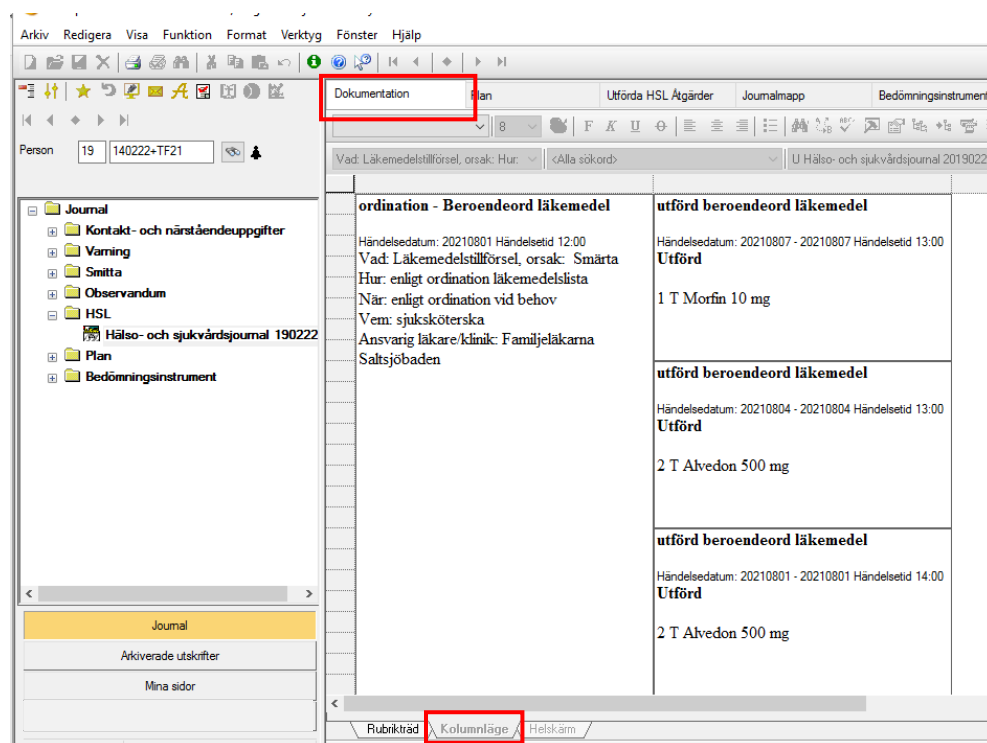 Arkiv Redigera Visa Funktion Format Verktyg Fönster Hjälp
Person 19 140222+TF21
Journal
Kontakt- och närståendeuppgifter
Varning
Smitta
Observandum
HSL
Hälso- och sjukvårdsjournal 190222
Plan
Bedömningsinstrument
Journal
Arkiverade utskrifter
Mina sidor
Dokumentation Plan Utförda HSL Åtgärder Journalmapp Bedömningsinstrument
8 F K U
Vad: Läkemedelstillförsel, orsak: Hur: <Alla sökord> U Hälso- och sjukvårdsjournal 2019022
ordination - Beroendeord läkemedel
Händelsedatum: 20210801 Händelsetid 12:00
Vad: Läkemedelstillförsel, orsak: Smärta
Hur: enligt ordination läkemedelslista
När: enligt ordination vid behov
Vem: sjuksköterska
Ansvarig läkare/klinik: Familjeläkarna
Saltsjöbaden
utförd beroendeord läkemedel
Händelsedatum: 20210807 - 20210807 Händelsetid 13:00
Utförd
1 T Morfin 10 mg
utförd beroendeord läkemedel
Händelsedatum: 20210804 - 20210804 Händelsetid 13:00
Utförd
2 T Alvedon 500 mg
utförd beroendeord läkemedel
Händelsedatum: 20210801 - 20210801 Händelsetid 14:00
Utförd
2 T Alvedon 500 mg
Rubrikträd Kolumnläge Helskärm